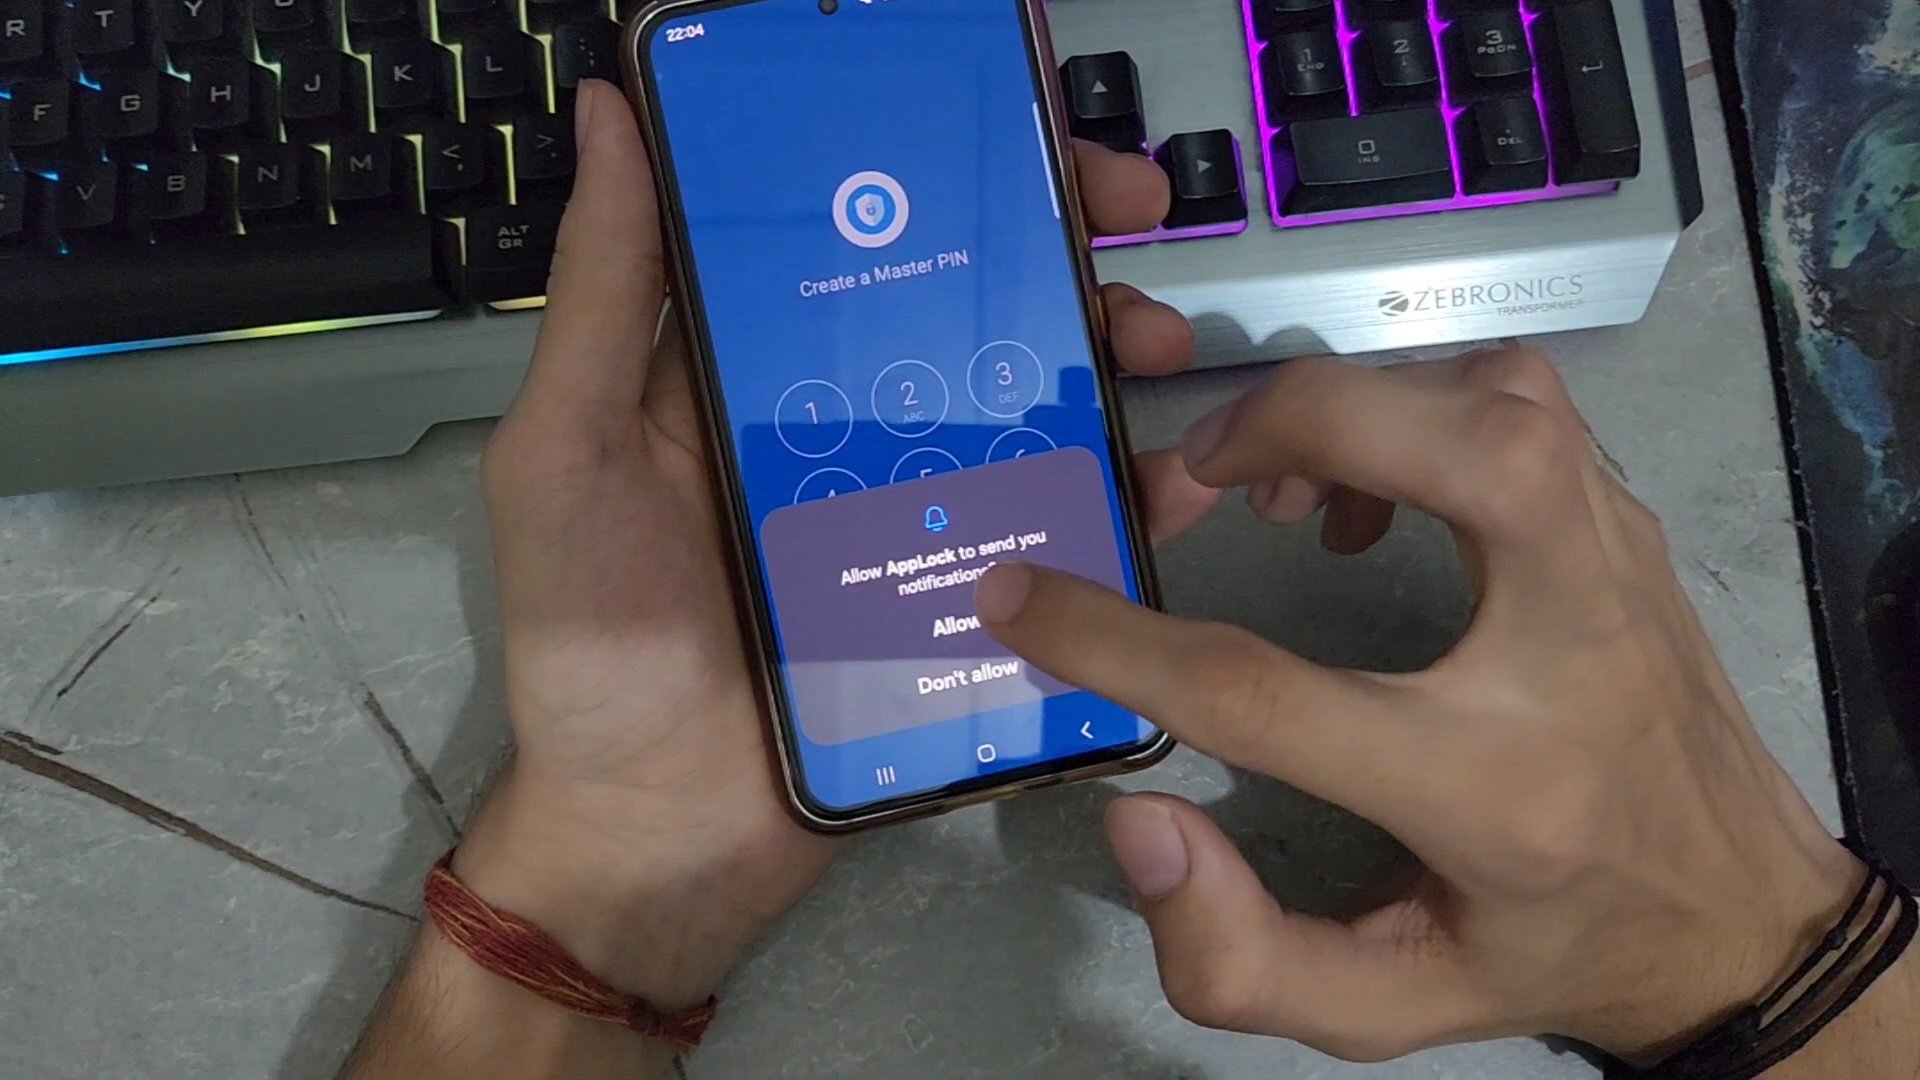 R T Y
F G H J K L
V B N M < >
ALT
GR
22:04
Create a Master PIN
1 2 3
ABC DEF
Allow AppLock to send you
notifications?
Allow
Don't allow
1 2 3
END PGDN
0
INS
DEL
ZEBRONICS
TRANSFORMER